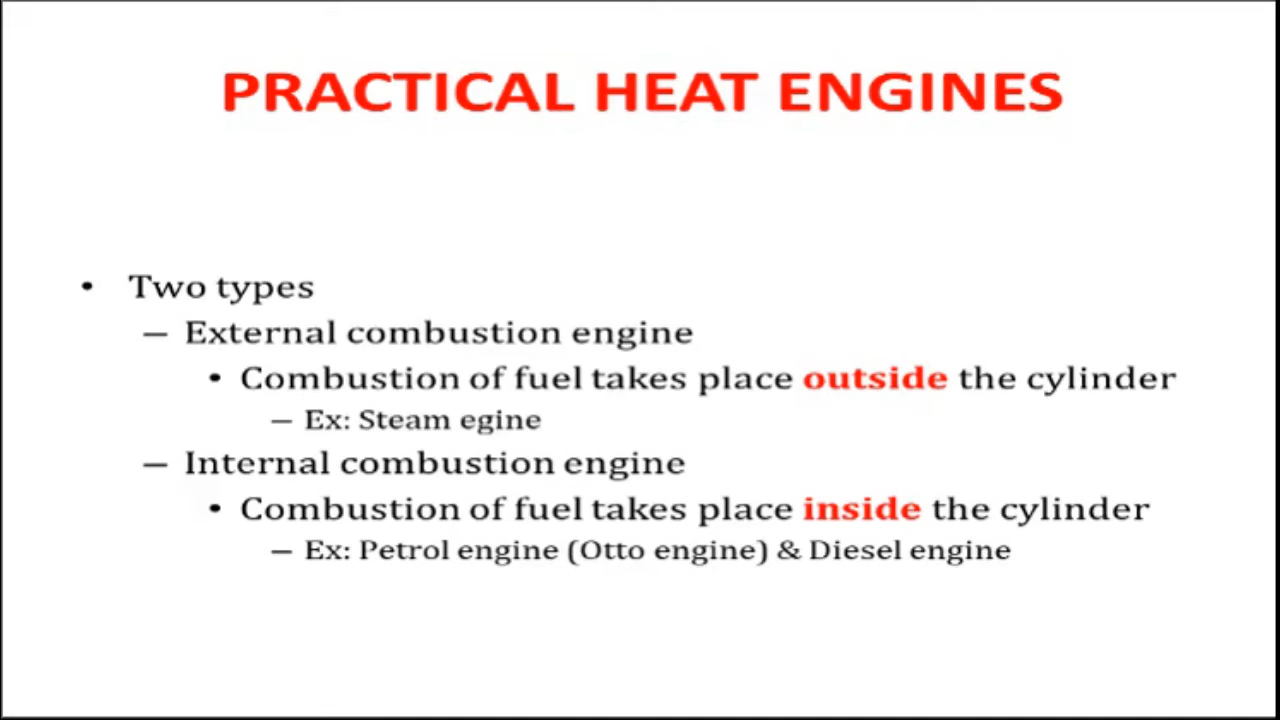 PRACTICAL HEAT ENGINES
• Two types
– External combustion engine
• Combustion of fuel takes place outside the cylinder
– Ex: Steam egine
– Internal combustion engine
• Combustion of fuel takes place inside the cylinder
– Ex: Petrol engine (Otto engine) & Diesel engine